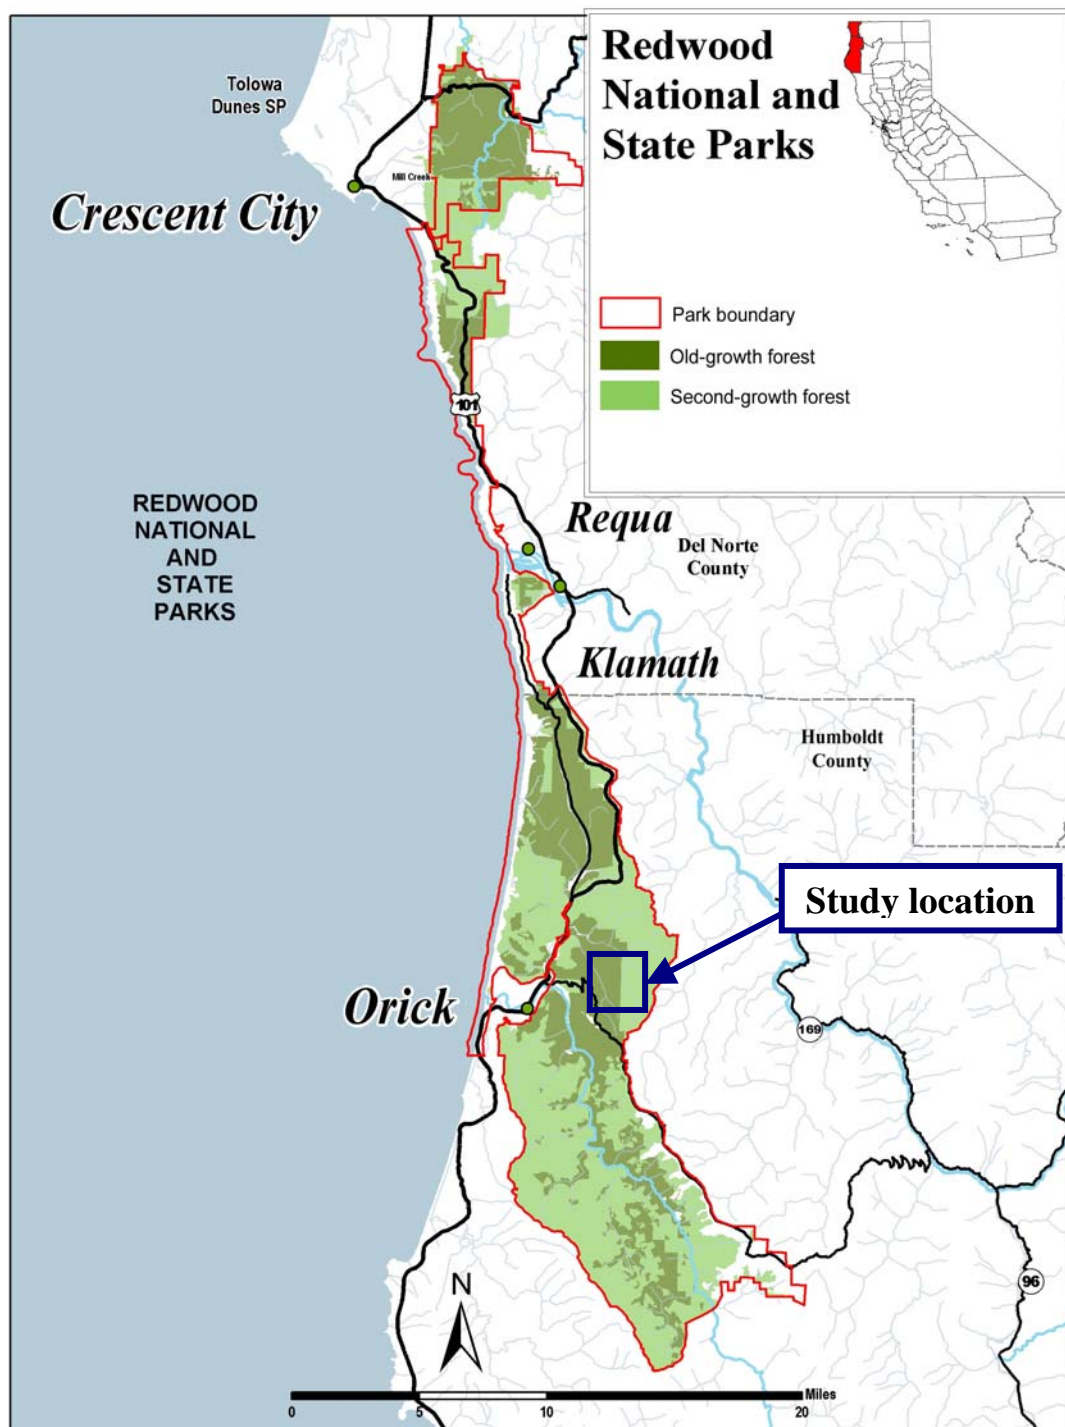 Redwood
National and
State Parks
Park boundary
Old-growth forest
Second-growth forest
Tolowa
Dunes SP
Mill Creek
Crescent City
101
REDWOOD
NATIONAL
AND
STATE
PARKS
Requa
Del Norte
County
Klamath
Humboldt
County
Study location
Orick
169
96
N
Miles
0
5
10
20